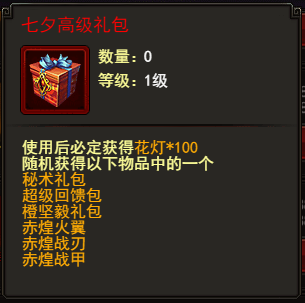 七夕高级礼包
数量：0
等级：1级
使用后必定获得花灯*100
随机获得以下物品中的一个
秘术礼包
超级回馈包
橙坚毅礼包
赤煌火翼
赤煌战刃
赤煌战甲